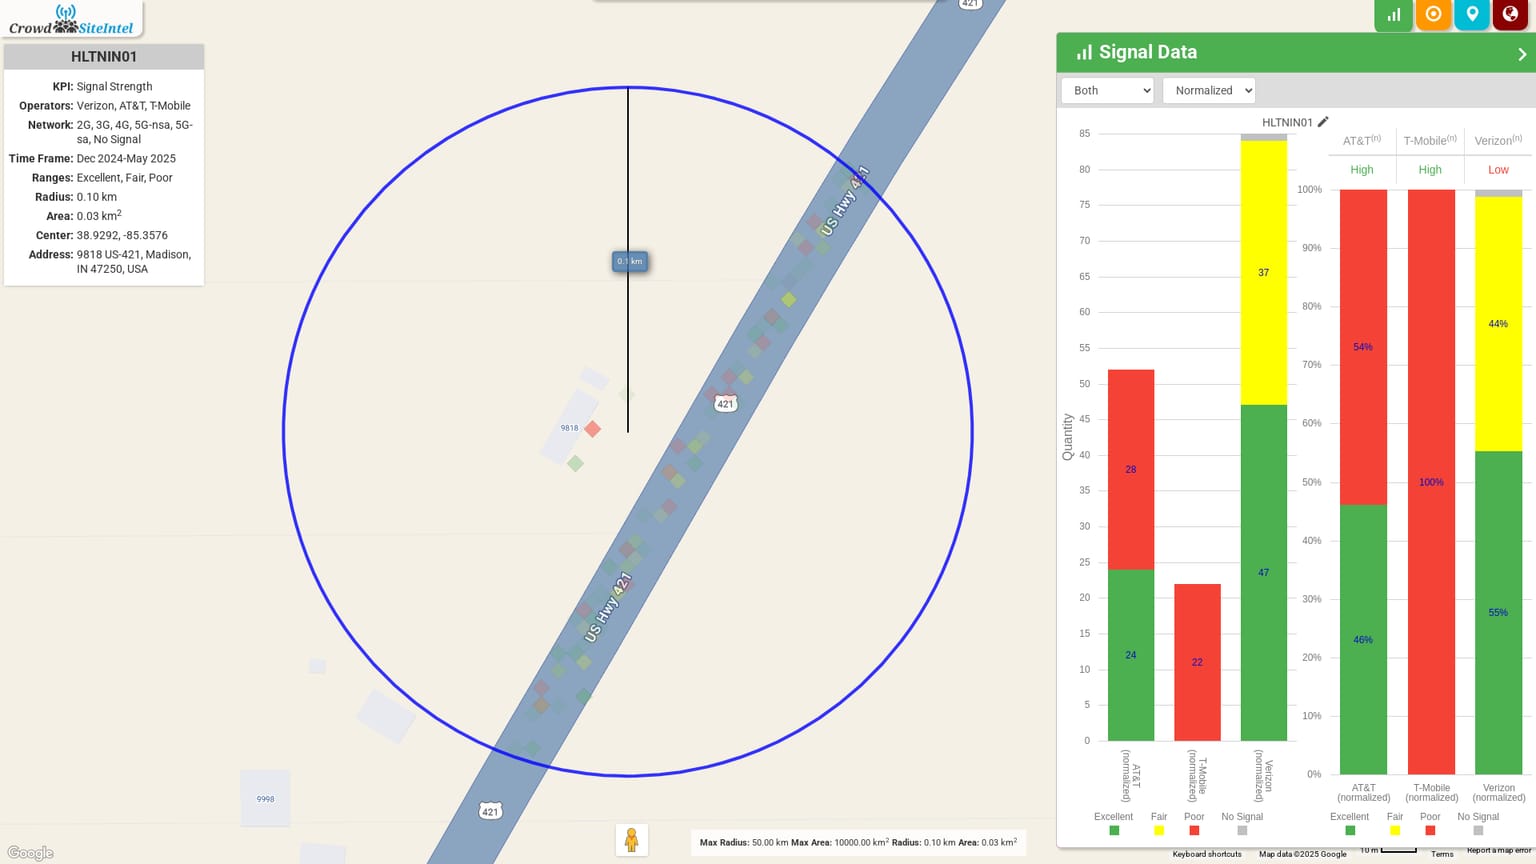 Crowd SiteIntel
HLTNIN01
KPI: Signal Strength
Operators: Verizon, AT&T, T-Mobile
Network: 2G, 3G, 4G, 5G-nsa, 5G-
sa, No Signal
Time Frame: Dec 2024-May 2025
Ranges: Excellent, Fair, Poor
Radius: 0.10 km
Area: 0.03 km²
Center: 38.9292, -85.3576
Address: 9818 US-421, Madison,
IN 47250, USA
421
US Hwy 421
0.1 km
421
9818
US Hwy 421
9998
421
Google
Max Radius: 50.00 km Max Area: 10000.00 km² Radius: 0.10 km Area: 0.03 km²
Signal Data
Both Normalized
HLTNIN01
Quantity
85
80
75
70
65
60
55
50
45
40
35
30
25
20
15
10
5
0
28
24
22
37
47
AT&T
(normalized)
T-Mobile
(normalized)
Verizon
(normalized)
Excellent Fair Poor No Signal
AT&T(n) T-Mobile(n) Verizon(n)
High High Low
100%
90%
80%
70%
60%
50%
40%
30%
20%
10%
0%
54%
46%
100%
44%
55%
AT&T
(normalized)
T-Mobile
(normalized)
Verizon
(normalized)
Excellent Fair Poor No Signal
Keyboard shortcuts Map data ©2025 Google 10 m Terms Report a map error